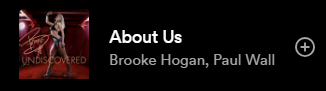 UNDISCOVERED
About Us
Brooke Hogan, Paul Wall